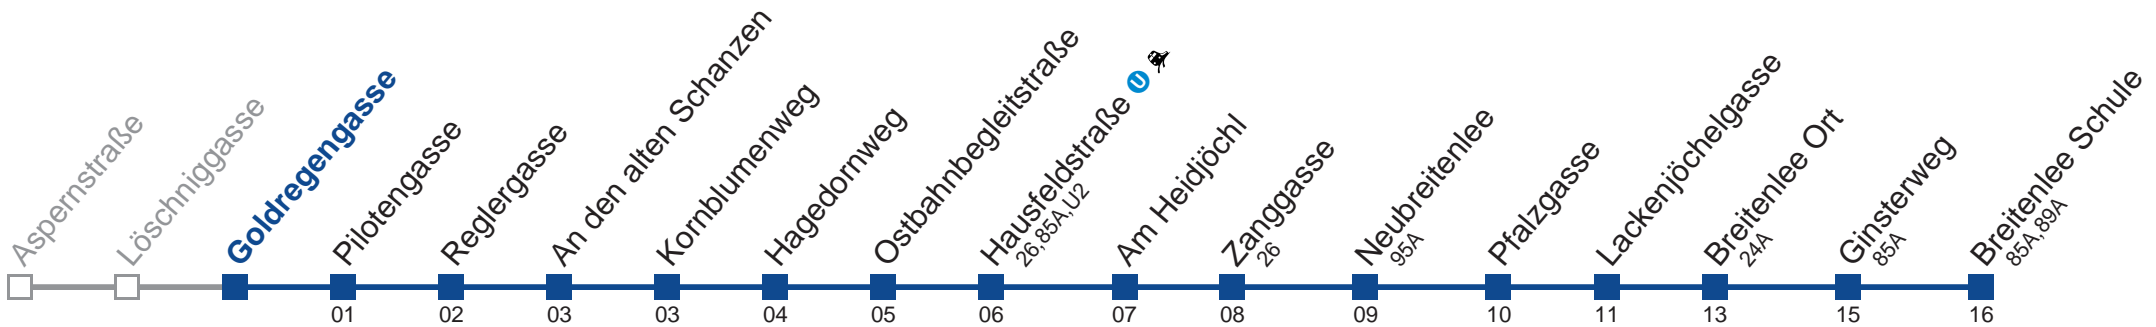 Aspernstraße
Löschniggasse
Goldregengasse
Pilotengasse
01
Reglergasse
02
An den alten Schanzen
03
Kornblumenweg
03
Hagedornweg
04
Ostbahnbegleitstraße
05
Hausfeldstraße U
26,85A,U2
06
Am Heidjöchl
07
Zanggasse
26
08
Neubreitenlee
95A
09
Pfalzgasse
10
Lackenjöchelgasse
11
Breitenlee Ort
24A
13
Ginsterweg
85A
15
Breitenlee Schule
85A,89A
16